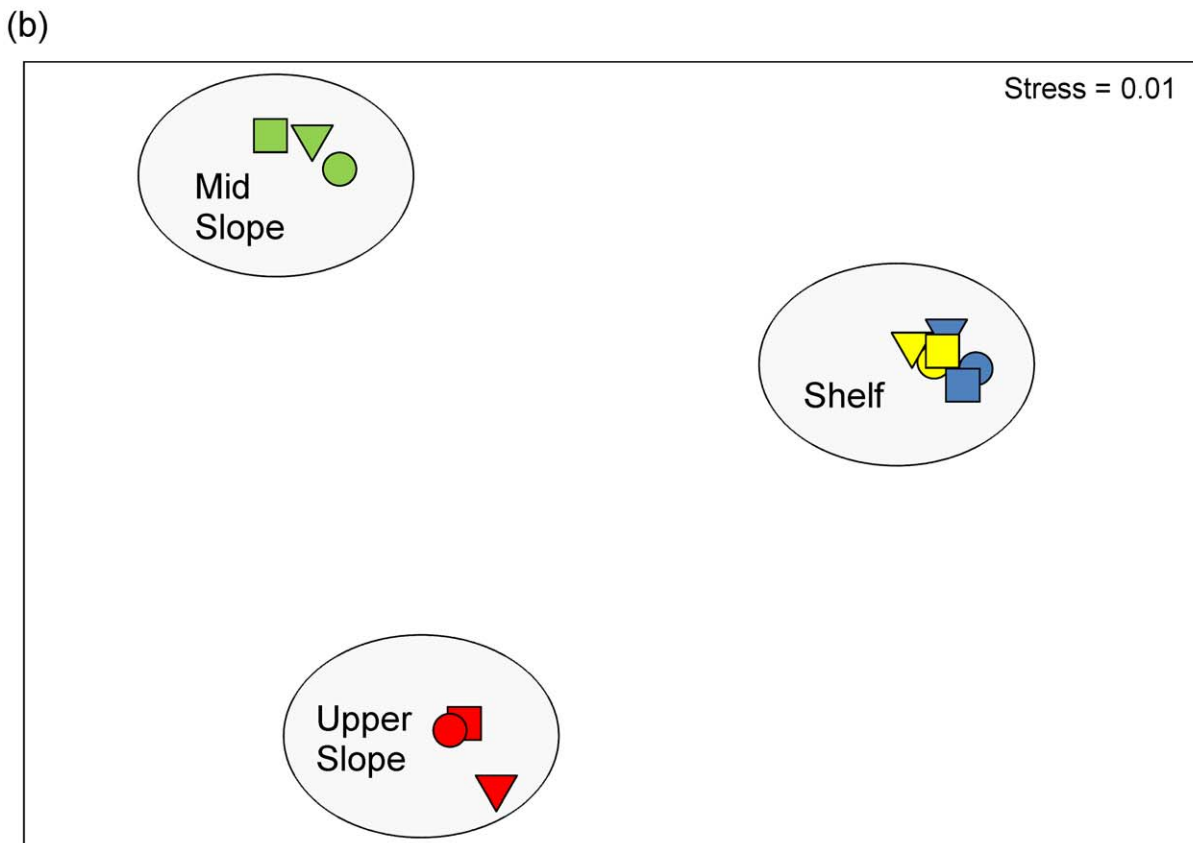 (b)
Stress = 0.01
Mid
Slope
Shelf
Upper
Slope